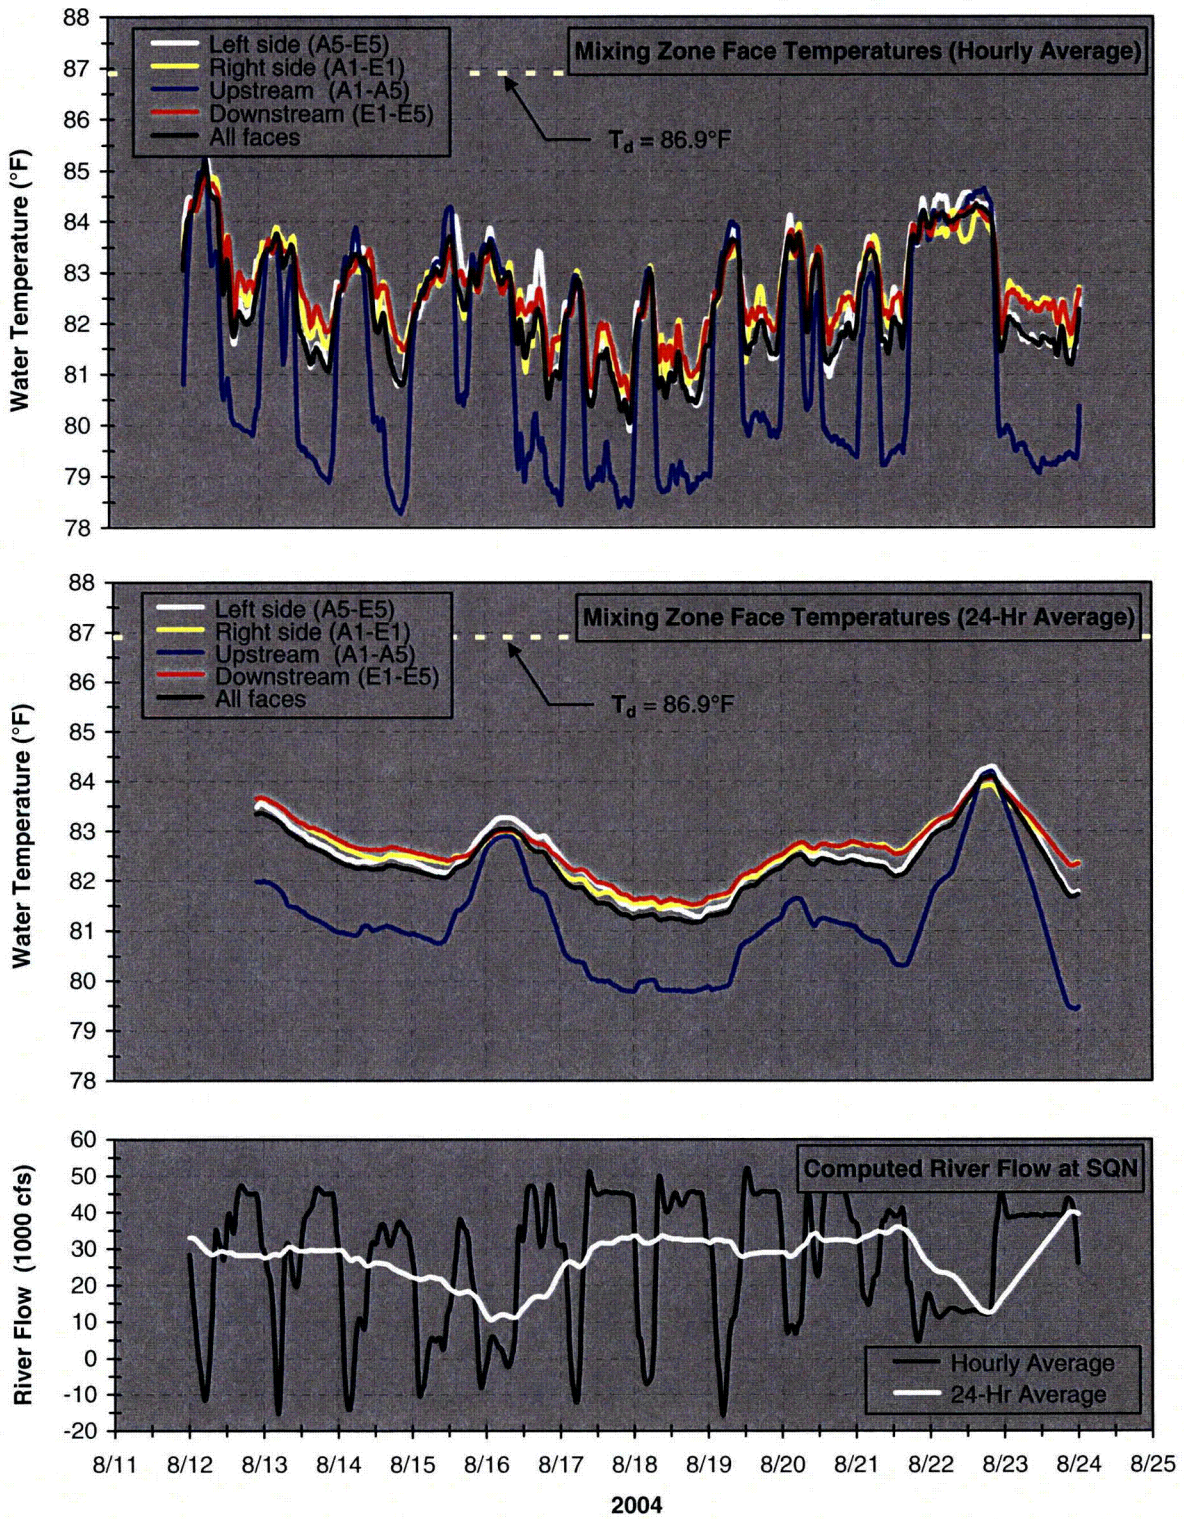 Mixing Zone Face Temperatures (Hourly Average)
Left side (A5-E5)
Right side (A1-E1)
Upstream (A1-A5)
Downstream (E1-E5)
All faces
Td = 86.9°F
Water Temperature (°F)
88
87
86
85
84
83
82
81
80
79
78
Mixing Zone Face Temperatures (24-Hr Average)
Left side (A5-E5)
Right side (A1-E1)
Upstream (A1-A5)
Downstream (E1-E5)
All faces
Td = 86.9°F
Water Temperature (°F)
88
87
86
85
84
83
82
81
80
79
78
Computed River Flow at SQN
River Flow (1000 cfs)
60
50
40
30
20
10
0
-10
-20
Hourly Average
24-Hr Average
8/11 8/12 8/13 8/14 8/15 8/16 8/17 8/18 8/19 8/20 8/21 8/22 8/23 8/24 8/25
2004